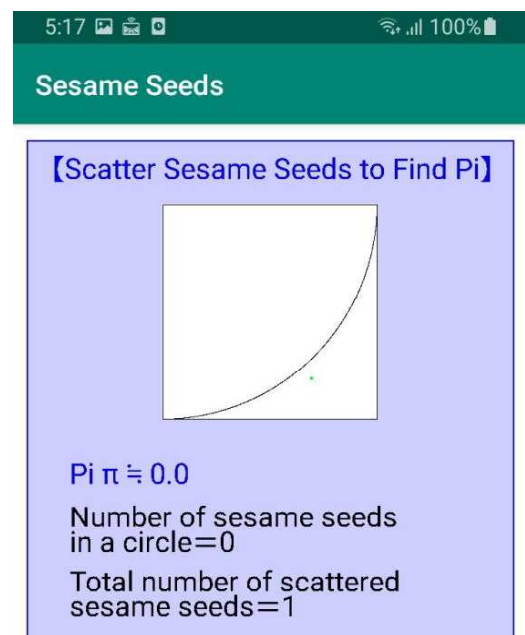 5:17 100%
Sesame Seeds
【Scatter Sesame Seeds to Find Pi】
Pi π ≒ 0.0
Number of sesame seeds
in a circle＝0
Total number of scattered
sesame seeds＝1